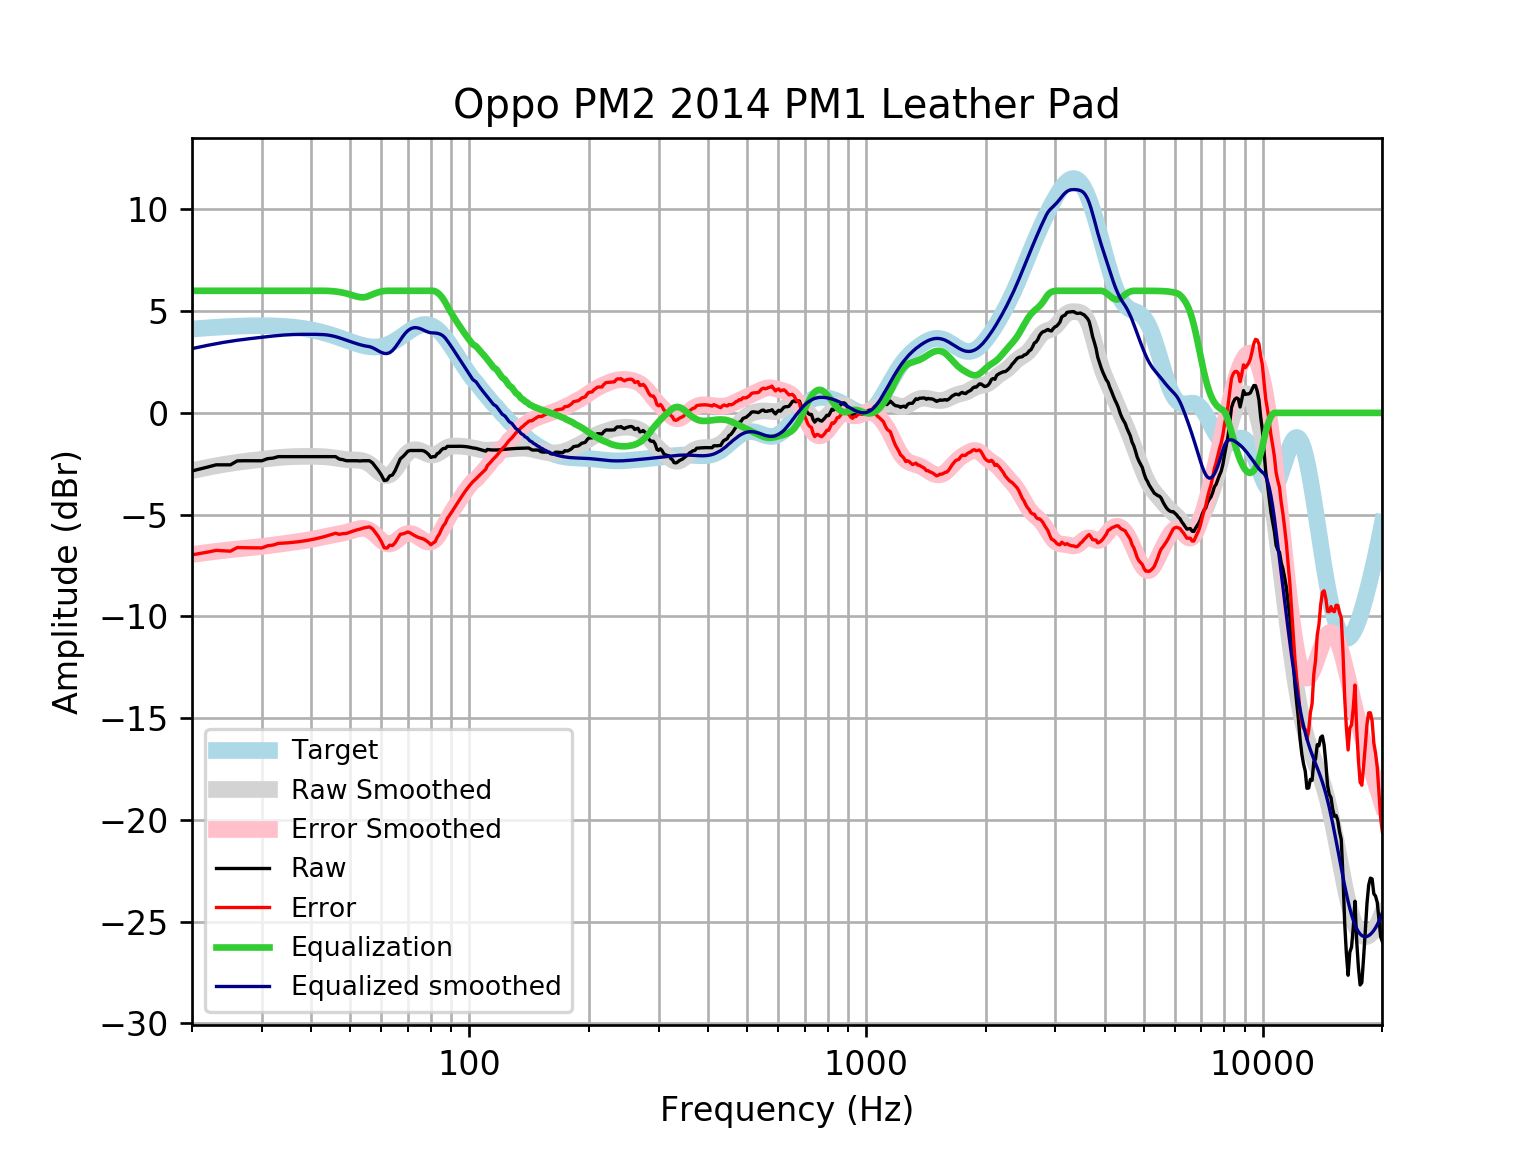 Oppo PM2 2014 PM1 Leather Pad
10
5
0
−5
−10
−15
−20
−25
−30
Amplitude (dBr)
Target
Raw Smoothed
Error Smoothed
Raw
Error
Equalization
Equalized smoothed
100 1000 10000
Frequency (Hz)